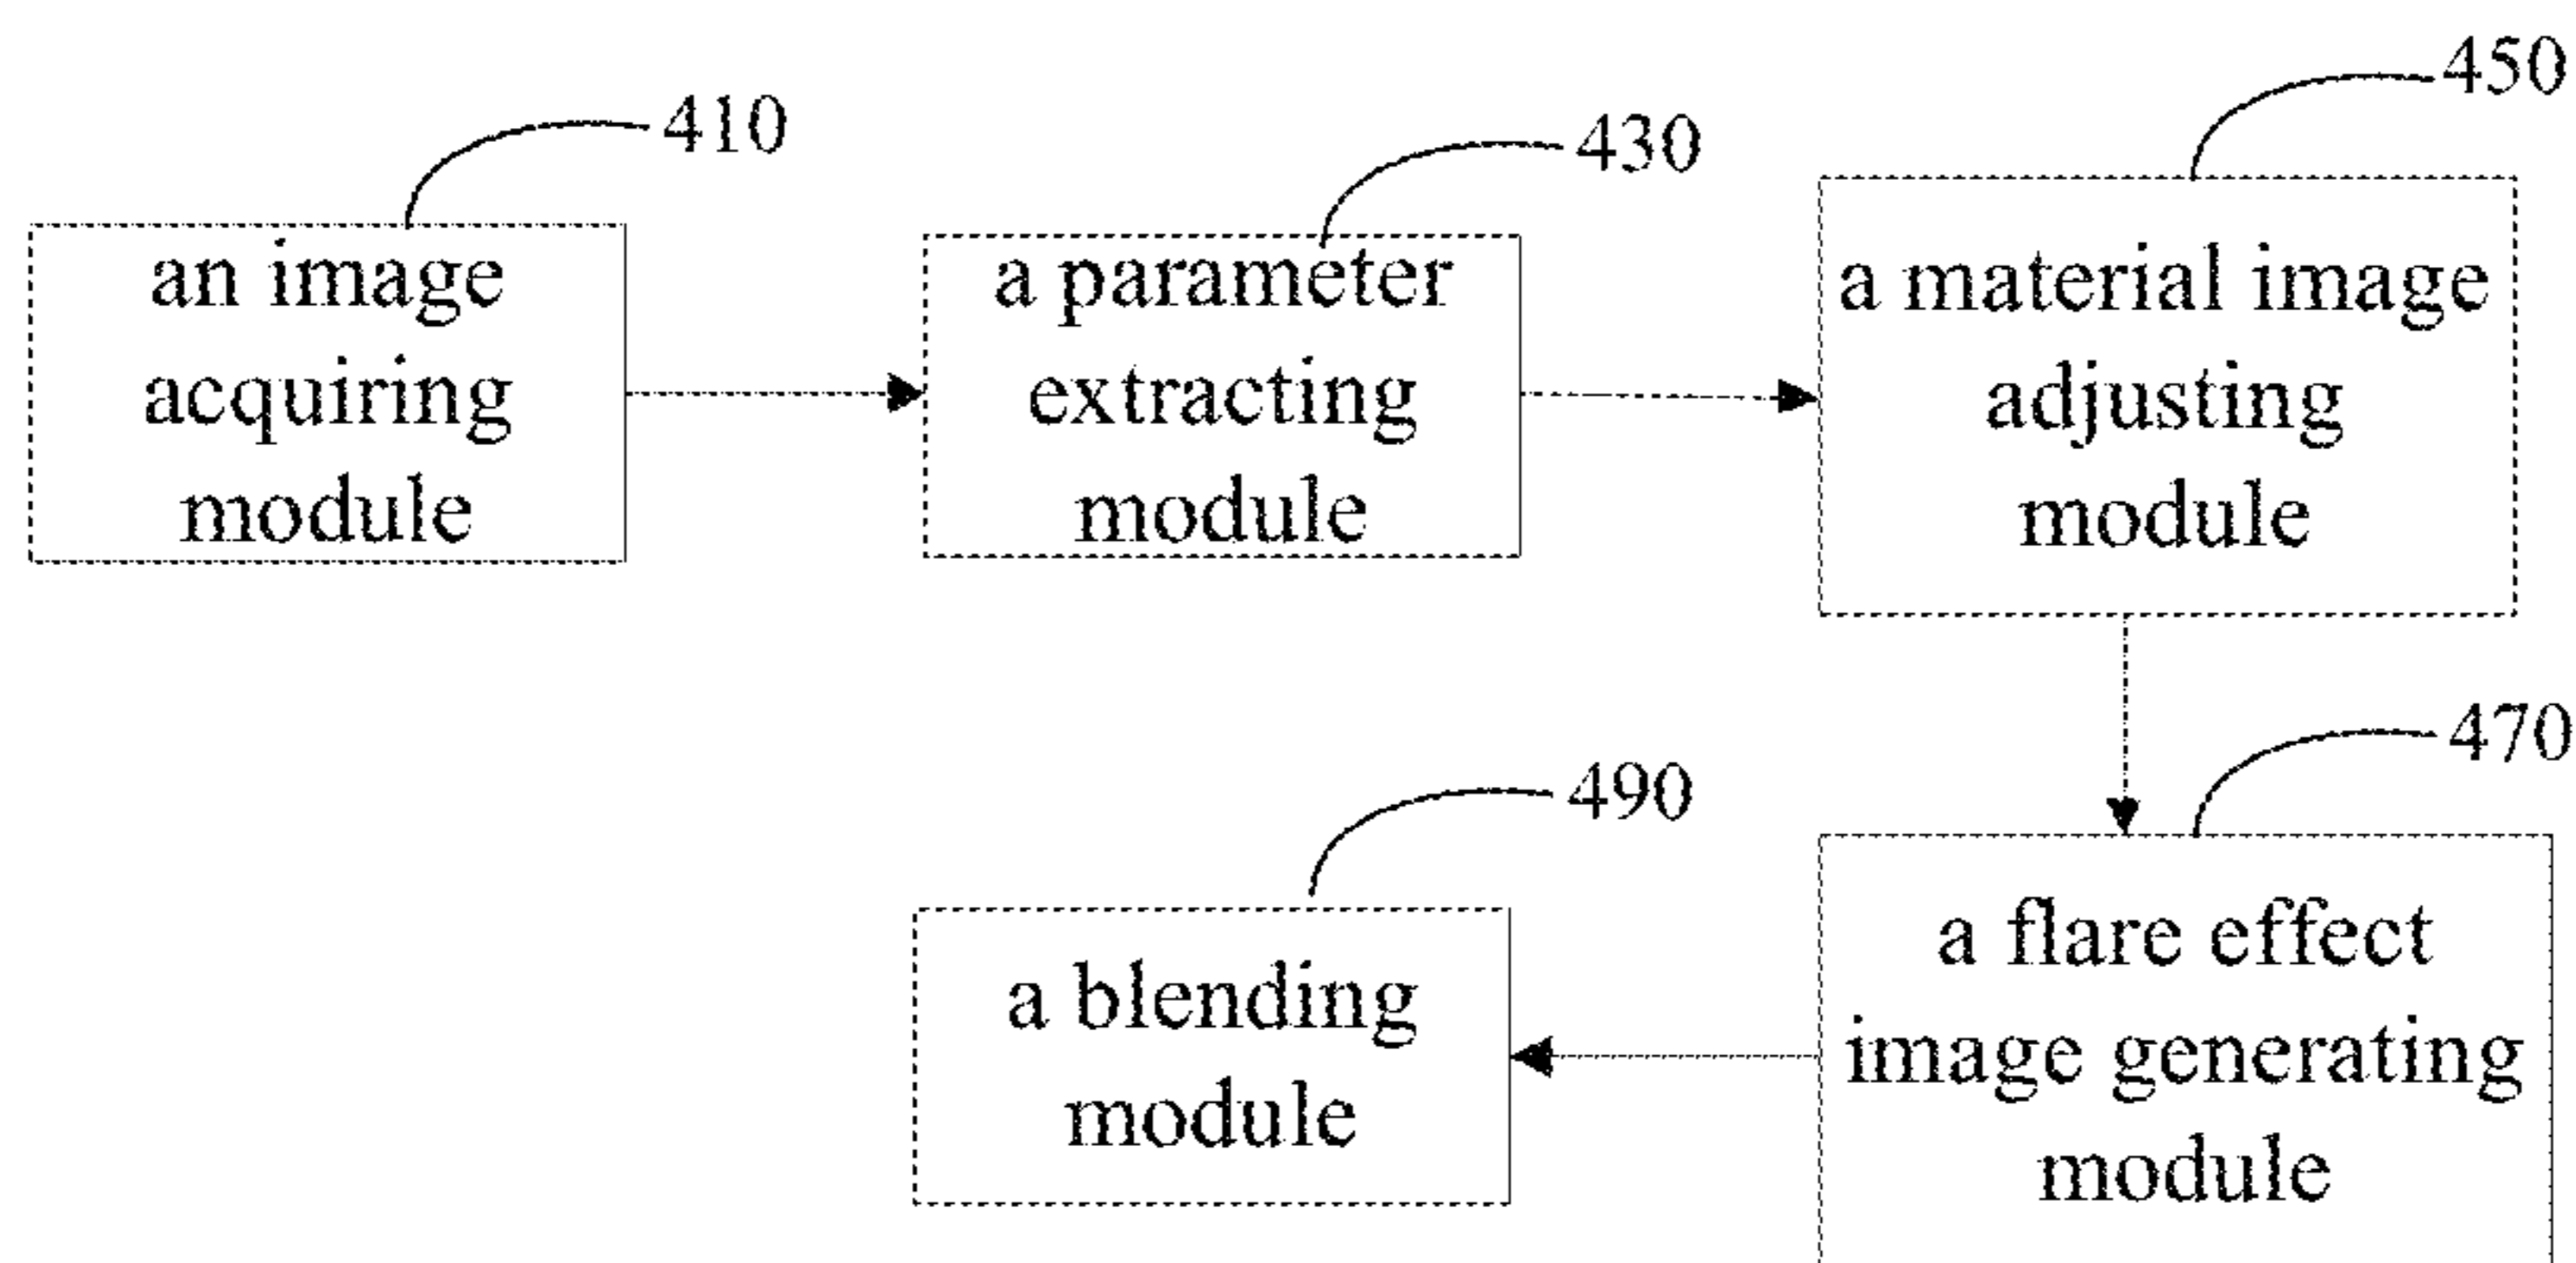 410
an image
acquiring
module
430
a parameter
extracting
module
450
a material image
adjusting
module
470
a flare effect
image generating
module
490
a blending
module